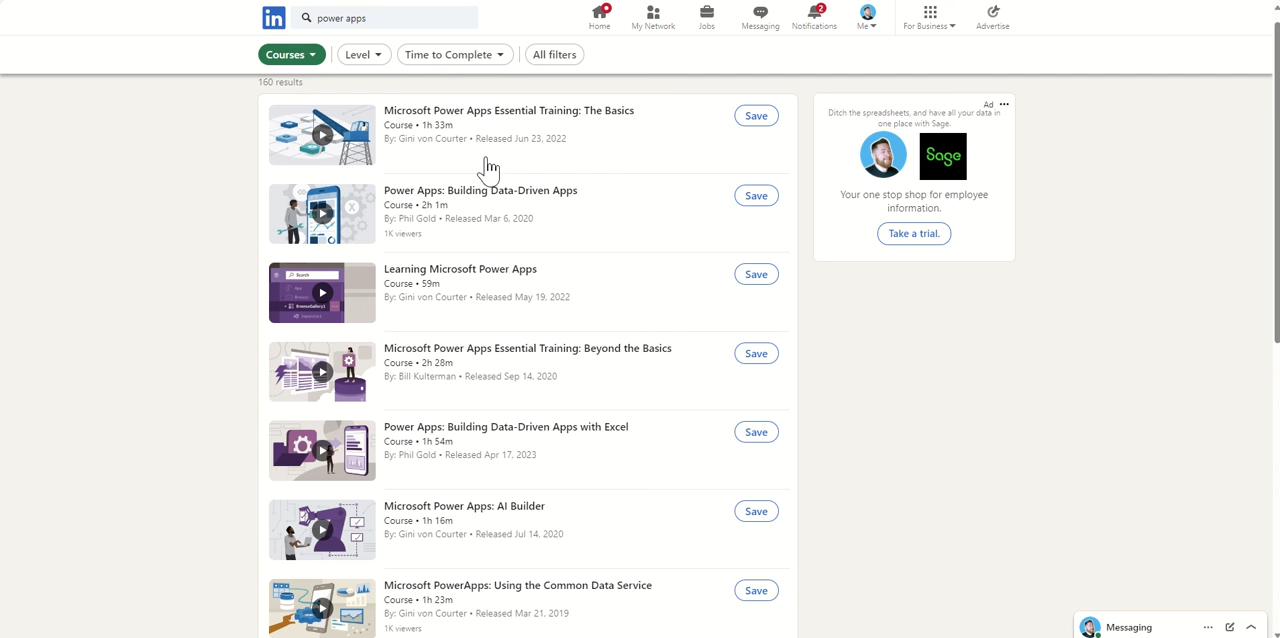 in
power apps
Home
My Network
Jobs
Messaging
2
Notifications
Me
For Business
Advertise
Courses
Level
Time to Complete
All filters
160 results
Microsoft Power Apps Essential Training: The Basics
Course • 1h 33m
By: Gini von Courter • Released Jun 23, 2022
Save
Power Apps: Building Data-Driven Apps
Course • 2h 1m
By: Phil Gold • Released Mar 6, 2020
1K viewers
Save
Learning Microsoft Power Apps
Course • 59m
By: Gini von Courter • Released May 19, 2022
Save
Microsoft Power Apps Essential Training: Beyond the Basics
Course • 2h 28m
By: Bill Kulterman • Released Sep 14, 2020
Save
Power Apps: Building Data-Driven Apps with Excel
Course • 1h 54m
By: Phil Gold • Released Apr 17, 2023
Save
Microsoft Power Apps: AI Builder
Course • 1h 16m
By: Gini von Courter • Released Jul 14, 2020
Save
Microsoft PowerApps: Using the Common Data Service
Course • 1h 23m
By: Gini von Courter • Released Mar 21, 2019
1K viewers
Save
Ad •••
Ditch the spreadsheets, and have all your data in
one place with Sage.
Sage
Your one stop shop for employee
information.
Take a trial.
Messaging